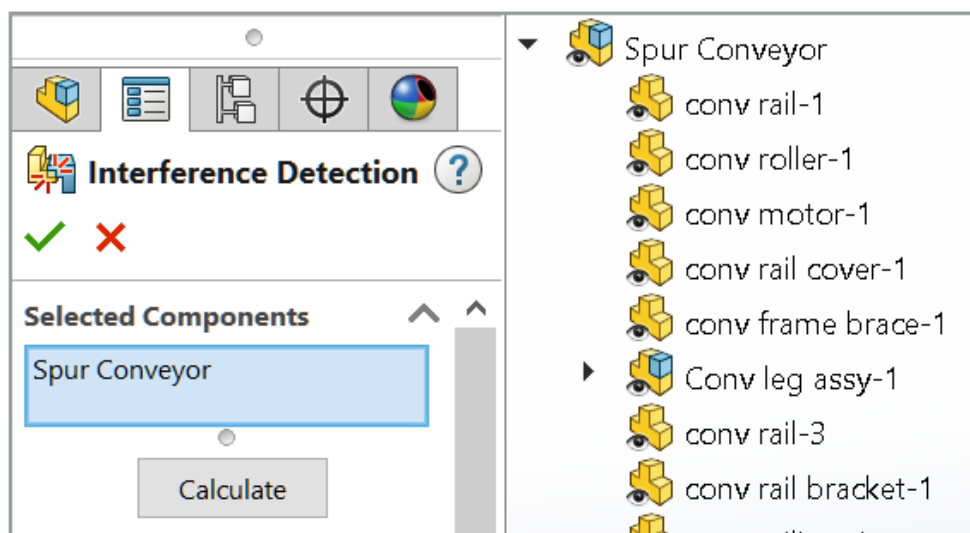 Interference Detection
?
Selected Components
Spur Conveyor
Calculate
Spur Conveyor
conv rail-1
conv roller-1
conv motor-1
conv rail cover-1
conv frame brace-1
Conv leg assy-1
conv rail-3
conv rail bracket-1